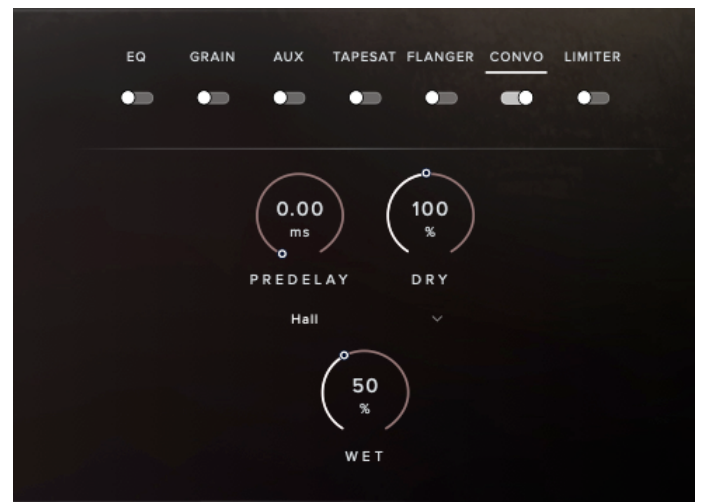 EQ GRAIN AUX TAPESAT FLANGER CONVO LIMITER
0.00 100
ms %
PREDELAY DRY
Hall
50
%
WET